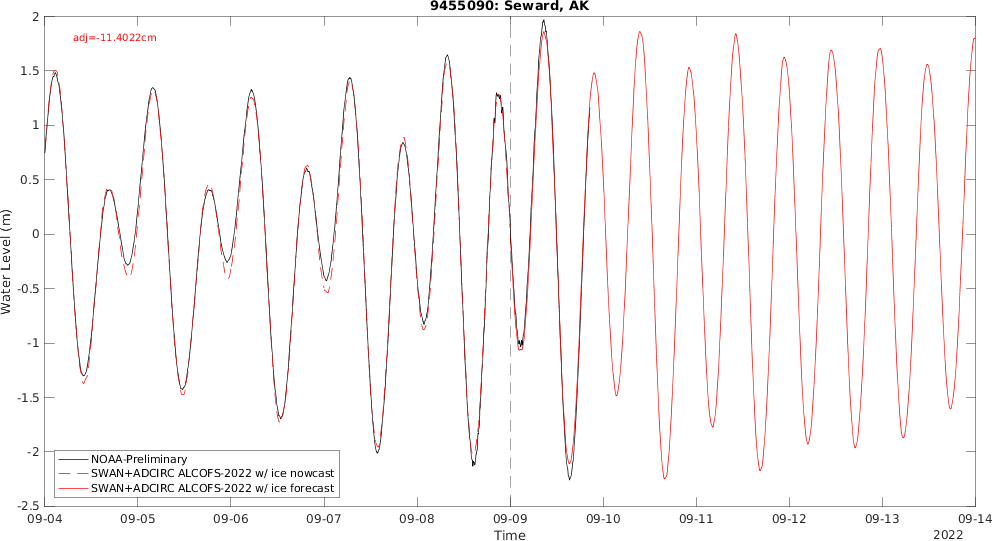 9455090: Seward, AK
adj=-11.4022cm
2
1.5
1
0.5
0
-0.5
-1
-1.5
-2
-2.5
Water Level (m)
NOAA-Preliminary
SWAN+ADCIRC ALCOFS-2022 w/ ice nowcast
SWAN+ADCIRC ALCOFS-2022 w/ ice forecast
09-04 09-05 09-06 09-07 09-08 09-09 09-10 09-11 09-12 09-13 09-14
Time
2022